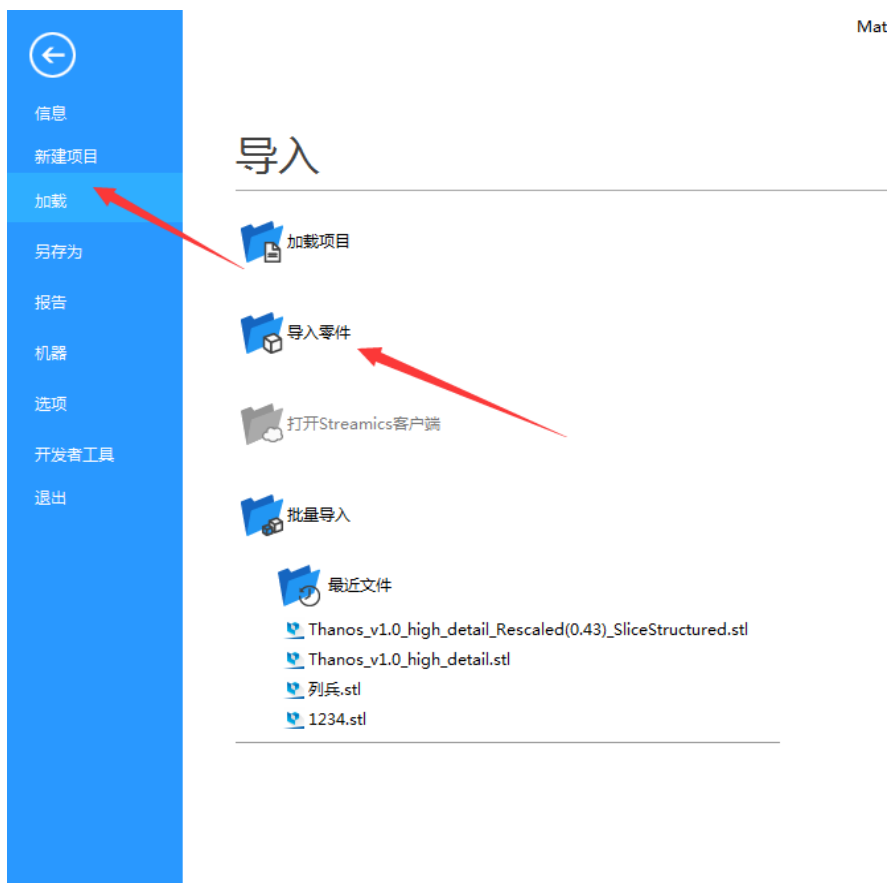 Mat
信息
新建项目
加载
另存为
报告
机器
选项
开发者工具
退出
导入
加载项目
导入零件
打开Streamics客户端
批量导入
最近文件
Thanos_v1.0_high_detail_Rescaled(0.43)_SliceStructured.stl
Thanos_v1.0_high_detail.stl
列兵.stl
1234.stl